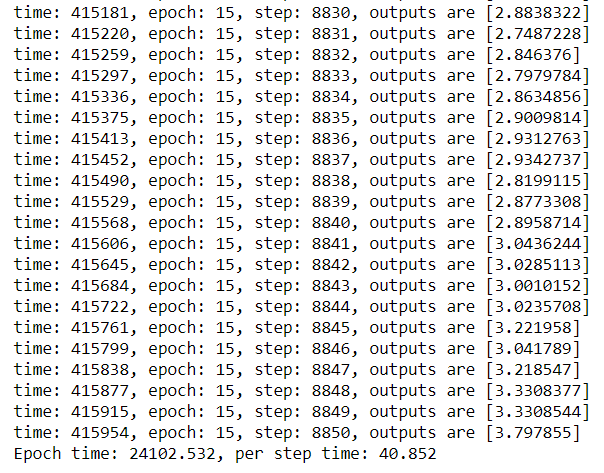 time: 415181, epoch: 15, step: 8830, outputs are [2.8838322]
time: 415220, epoch: 15, step: 8831, outputs are [2.7487228]
time: 415259, epoch: 15, step: 8832, outputs are [2.846376]
time: 415297, epoch: 15, step: 8833, outputs are [2.7979784]
time: 415336, epoch: 15, step: 8834, outputs are [2.8634856]
time: 415375, epoch: 15, step: 8835, outputs are [2.9009814]
time: 415413, epoch: 15, step: 8836, outputs are [2.9312763]
time: 415452, epoch: 15, step: 8837, outputs are [2.9342737]
time: 415490, epoch: 15, step: 8838, outputs are [2.8199115]
time: 415529, epoch: 15, step: 8839, outputs are [2.8773308]
time: 415568, epoch: 15, step: 8840, outputs are [2.8958714]
time: 415606, epoch: 15, step: 8841, outputs are [3.0436244]
time: 415645, epoch: 15, step: 8842, outputs are [3.0285113]
time: 415684, epoch: 15, step: 8843, outputs are [3.0010152]
time: 415722, epoch: 15, step: 8844, outputs are [3.0235708]
time: 415761, epoch: 15, step: 8845, outputs are [3.221958]
time: 415799, epoch: 15, step: 8846, outputs are [3.041789]
time: 415838, epoch: 15, step: 8847, outputs are [3.218547]
time: 415877, epoch: 15, step: 8848, outputs are [3.3308377]
time: 415915, epoch: 15, step: 8849, outputs are [3.3308544]
time: 415954, epoch: 15, step: 8850, outputs are [3.797855]
Epoch time: 24102.532, per step time: 40.852